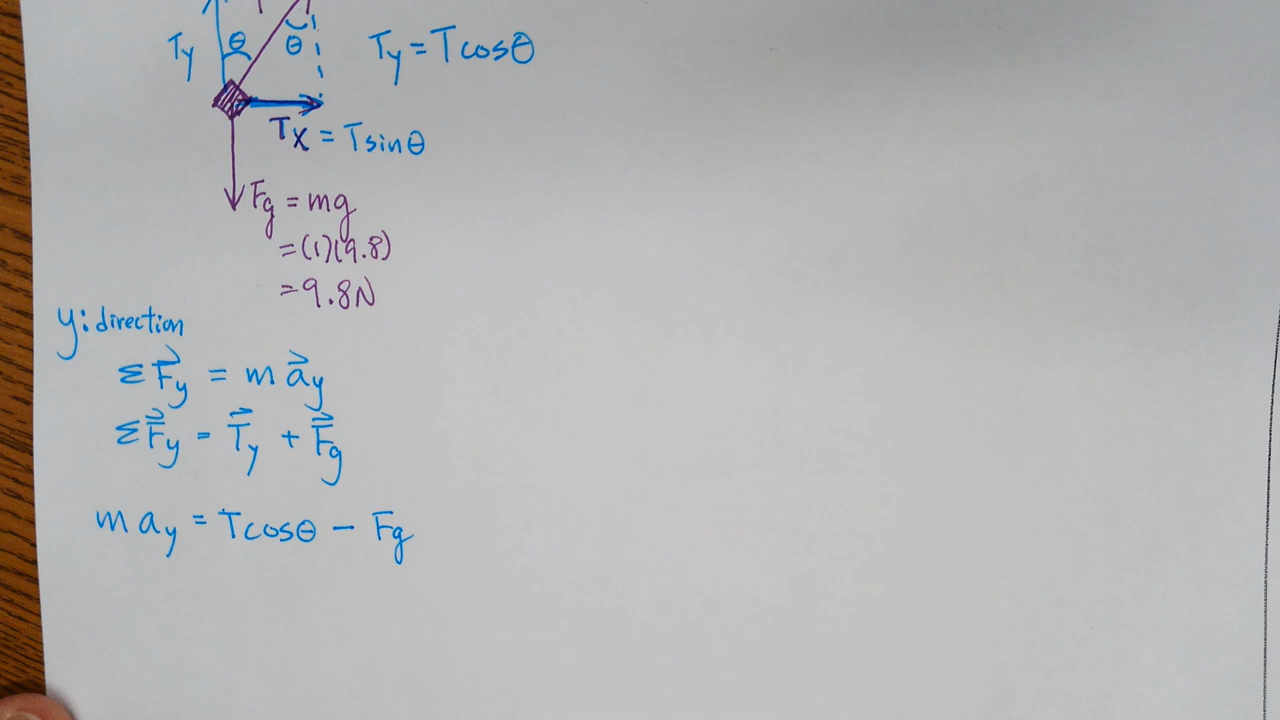 Ty θ θ Ty = Tcosθ
Tx = Tsinθ
Fg = mg
= (1)(9.8)
= 9.8N
y: direction
ΣF⃗y = m a⃗y
ΣF⃗y = T⃗y + F⃗g
m ay = Tcosθ - Fg